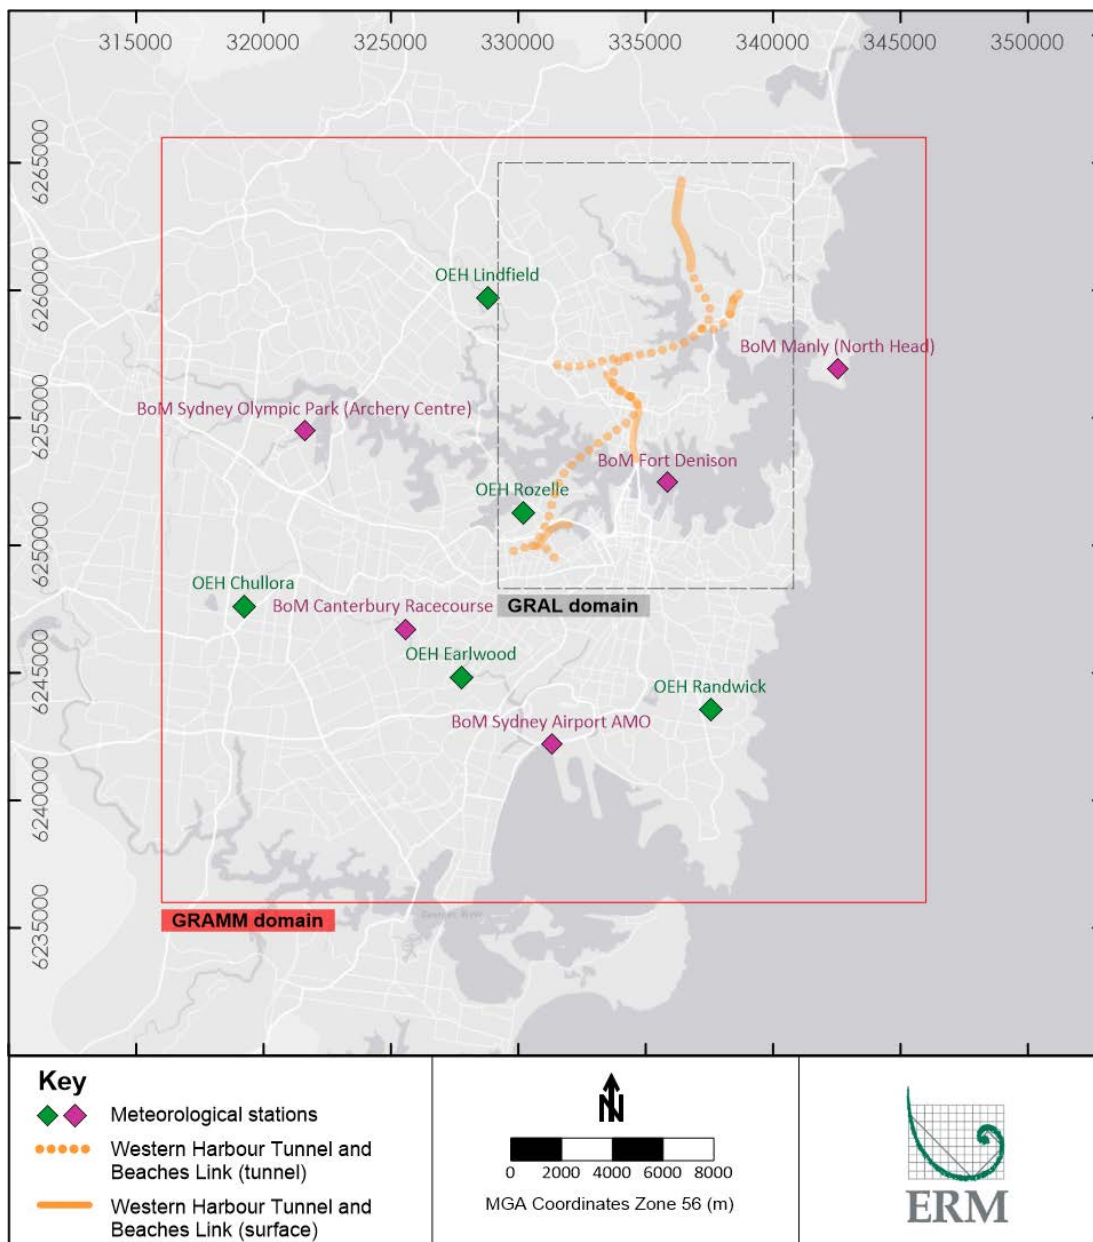 315000 320000 325000 330000 335000 340000 345000 350000
6265000
6260000
6255000
6250000
6245000
6240000
6235000
OEH Lindfield
BoM Manly (North Head)
BoM Sydney Olympic Park (Archery Centre)
BoM Fort Denison
OEH Rozelle
OEH Chullora
BoM Canterbury Racecourse
GRAL domain
OEH Earlwood
OEH Randwick
BoM Sydney Airport AMO
GRAMM domain
Key
Meteorological stations
Western Harbour Tunnel and
Beaches Link (tunnel)
Western Harbour Tunnel and
Beaches Link (surface)
N
0 2000 4000 6000 8000
MGA Coordinates Zone 56 (m)
ERM